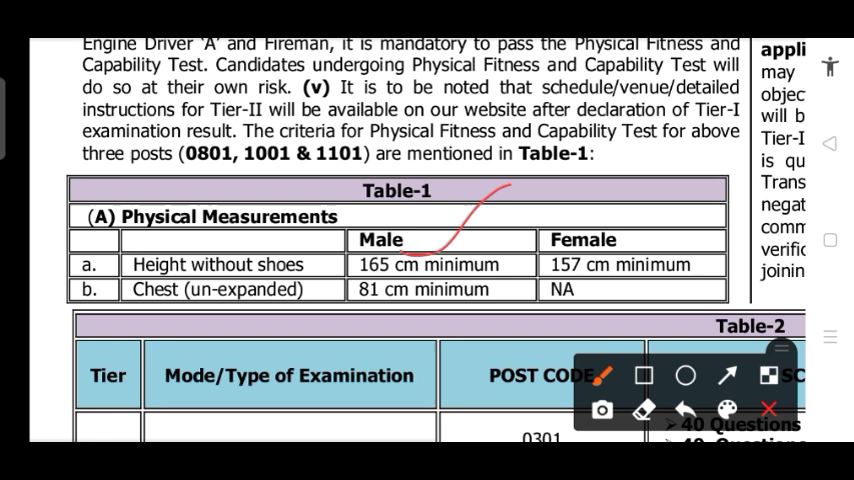 Engine Driver 'A' and Fireman, it is mandatory to pass the Physical Fitness and
Capability Test. Candidates undergoing Physical Fitness and Capability Test will
do so at their own risk. (v) It is to be noted that schedule/venue/detailed
instructions for Tier-II will be available on our website after declaration of Tier-I
examination result. The criteria for Physical Fitness and Capability Test for above
three posts (0801, 1001 & 1101) are mentioned in Table-1:
Table-1
(A) Physical Measurements
Male Female
a. Height without shoes 165 cm minimum 157 cm minimum
b. Chest (un-expanded) 81 cm minimum NA
Table-2
Tier Mode/Type of Examination POST CODE SC
0301
➢ 40 Questions
40 Questions
appli
may
objec
will b
Tier-I
is qu
Trans
negat
comm
verific
joinin